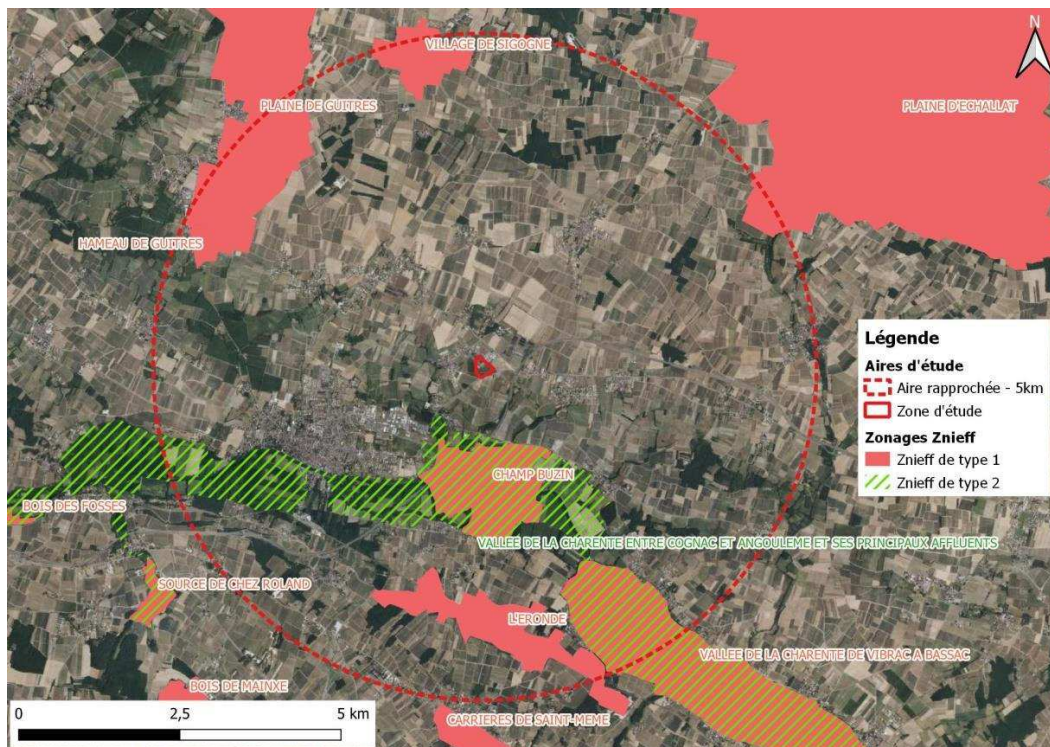 VILLAGE DE SIGOGNE
N
PLAINE DE GUITRES
PLAINE D'ECHALLAT
HAMEAU DE GUITRES
Légende
Aires d'étude
Aire rapprochée - 5km
Zone d'étude
Zonages Znieff
Znieff de type 1
Znieff de type 2
CHAMP BUZIN
BOIS DES FOSSES
VALLEE DE LA CHARENTE ENTRE COGNAC ET ANGOULEME ET SES PRINCIPAUX AFFLUENTS
SOURCE DE CHEZ ROLAND
L'ERONDE
VALLEE DE LA CHARENTE DE VIBRAC A BASSAC
BOIS DE MAINXE
CARRIERES DE SAINT-MEME
0 2,5 5 km